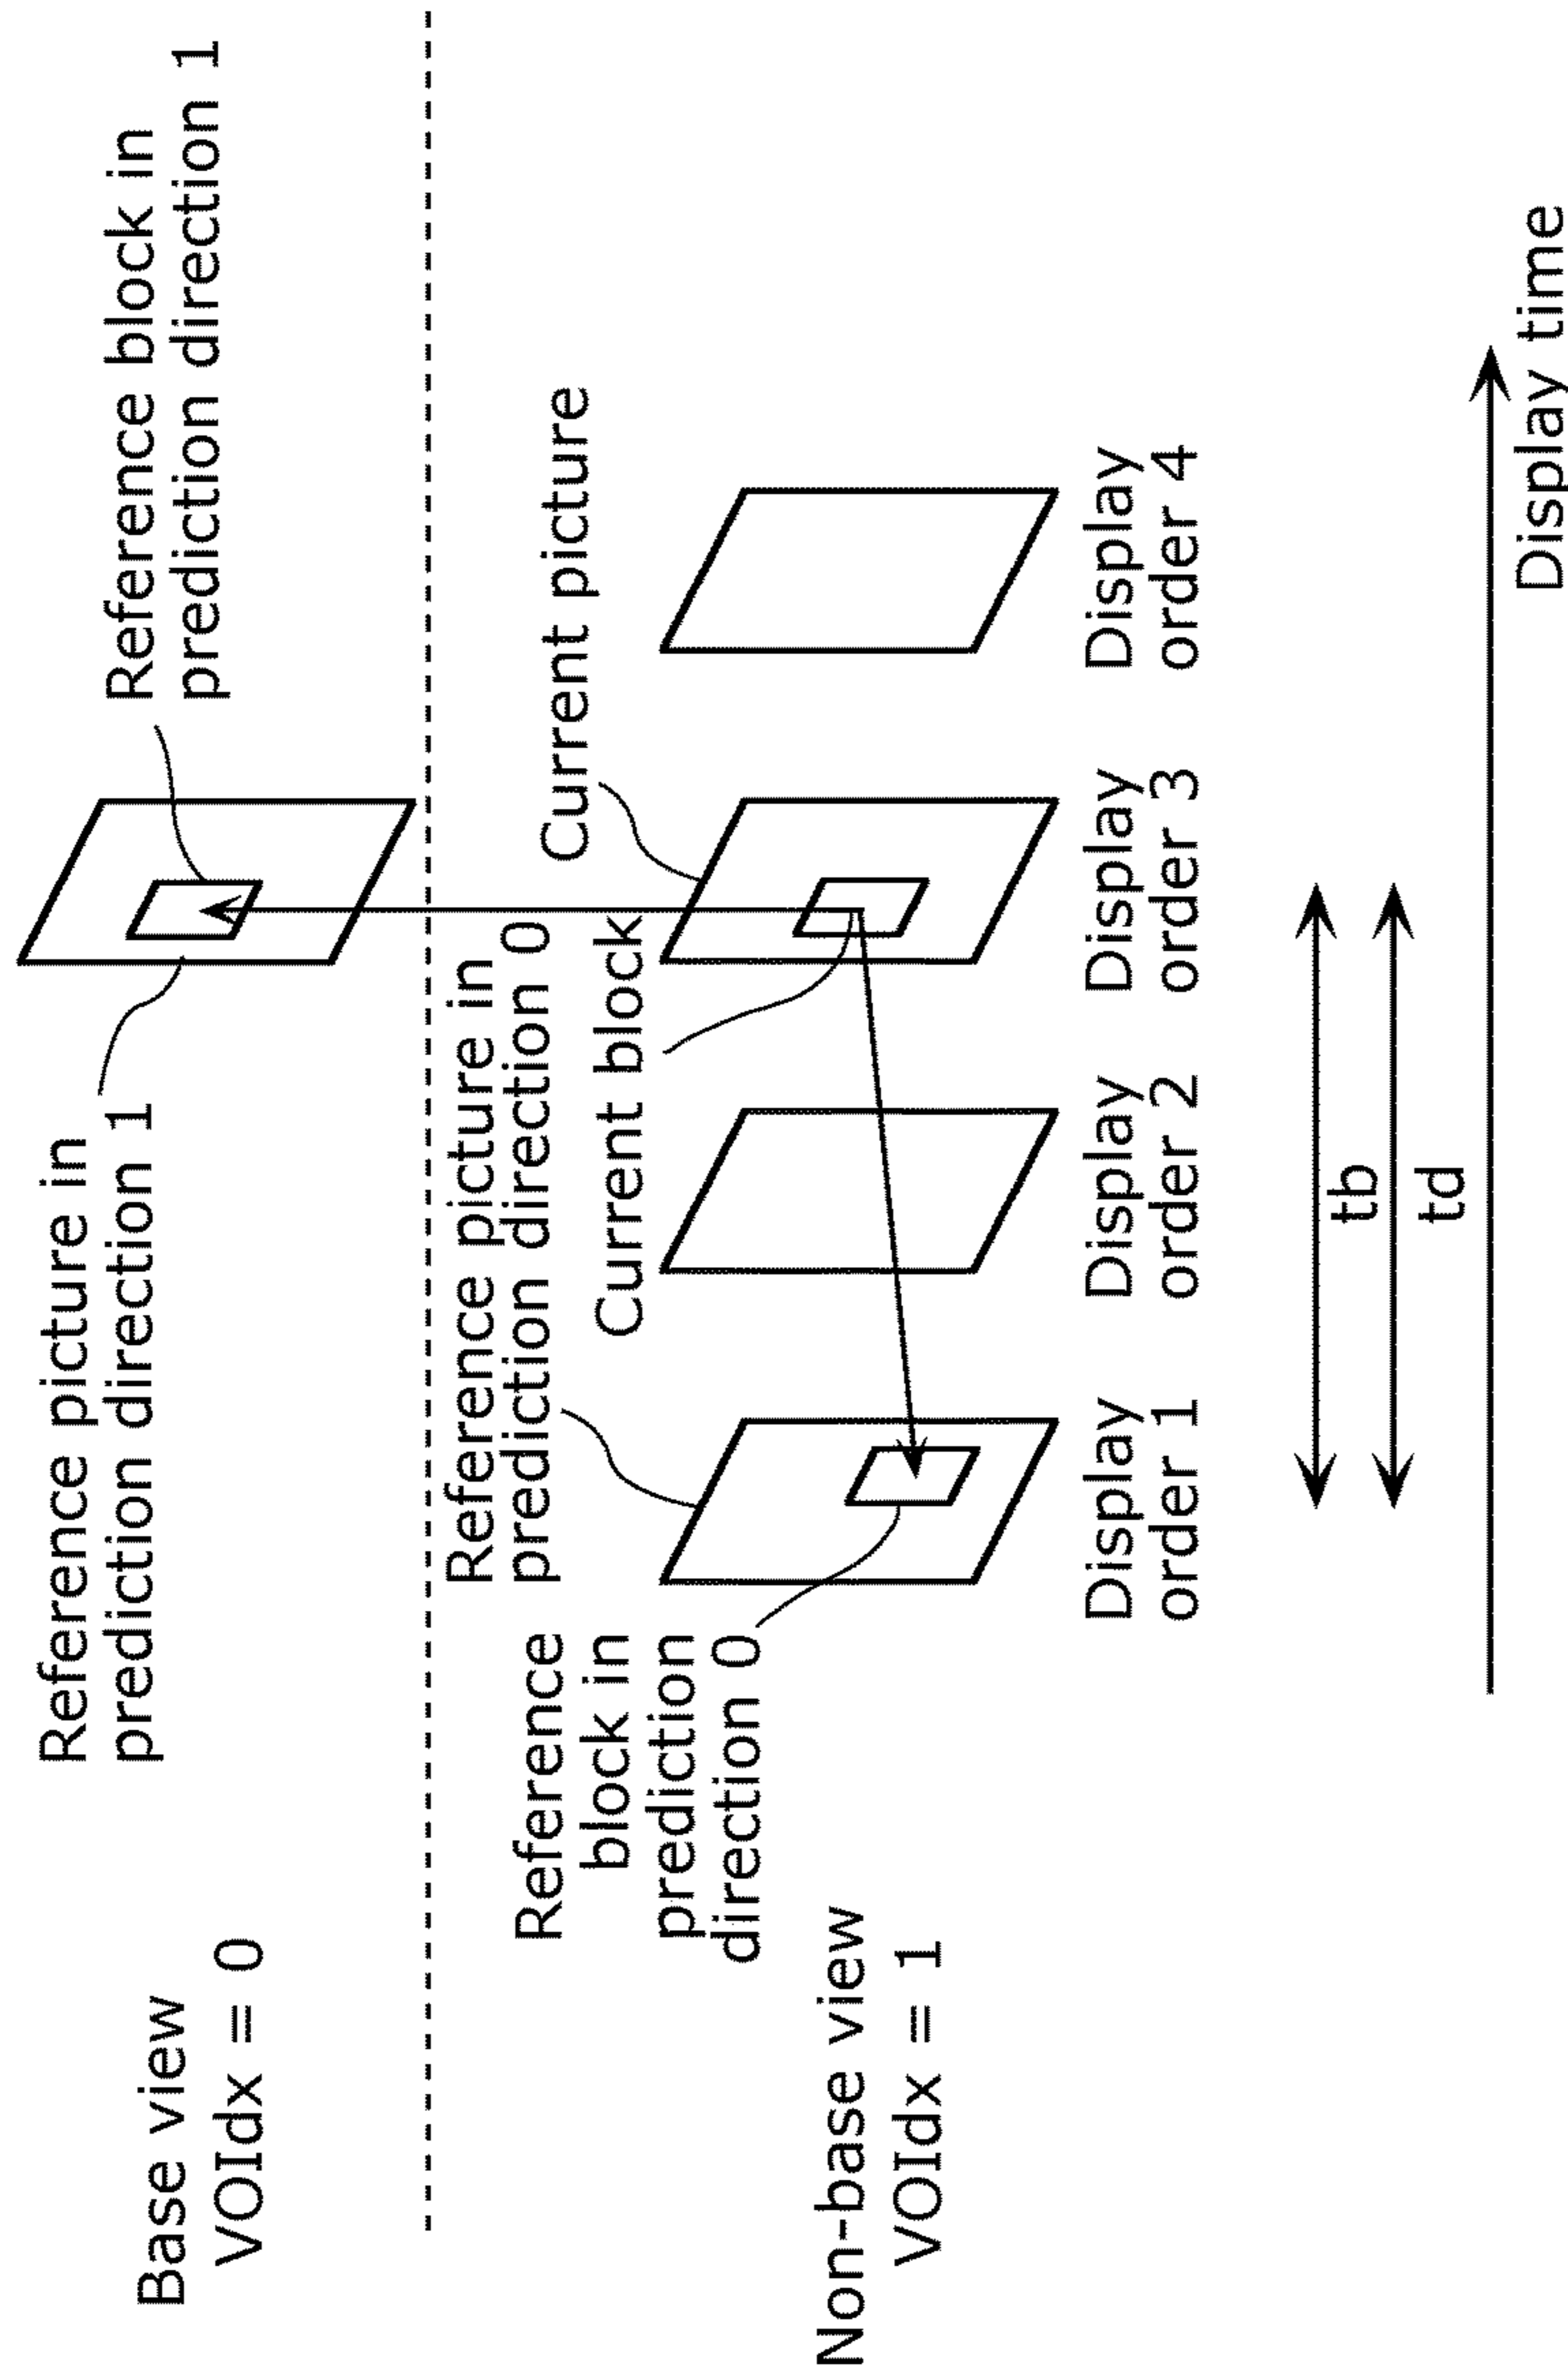 Reference picture in
prediction direction 1
Reference block in
prediction direction 1
Base view
VOIdx = 0
Reference picture in
prediction direction 0
Current picture
Reference
block in
prediction
direction 0
Current block
Non-base view
VOIdx = 1
Display
order 1
Display
order 2
Display
order 3
Display
order 4
tb
td
Display time